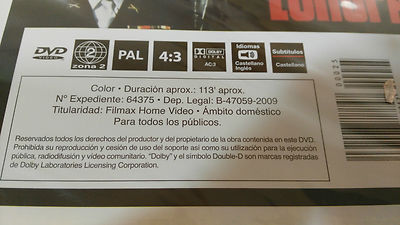 DVD VIDEO
2
zona 2
PAL
4:3
DOLBY DIGITAL
AC-3
Idiomas
Castellano
Inglés
Subtítulos
Castellano
Color • Duración aprox.: 113' aprox.
Nº Expediente: 64375 • Dep. Legal: B-47059-2009
Titularidad: Filmax Home Video • Ámbito doméstico
Para todos los públicos.
Reservados todos los derechos del productor y del propietario de la obra contenida en este DVD.
Prohibida su reproducción y cesión de uso del soporte así como su utilización para la ejecución
pública, radiodifusión y video comunitario. "Dolby" y el símbolo Double-D son marcas registradas
de Dolby Laboratories Licensing Corporation.